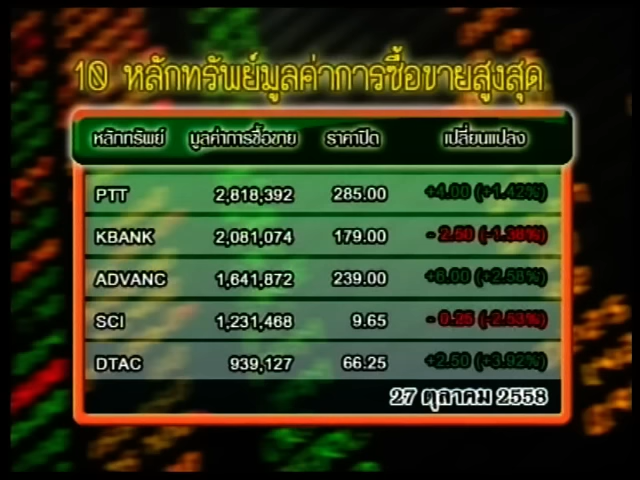 10 หลักทรัพย์มูลค่าการซื้อขายสูงสุด
หลักทรัพย์ มูลค่าการซื้อขาย ราคาปิด เปลี่ยนแปลง
PTT 2,818,392 285.00 +4.00 (+1.42%)
KBANK 2,081,074 179.00 - 2.50 (-1.38%)
ADVANC 1,641,872 239.00 +6.00 (+2.58%)
SCI 1,231,468 9.65 - 0.25 (-2.53%)
DTAC 939,127 66.25 +2.50 (+3.92%)
27 ตุลาคม 2558